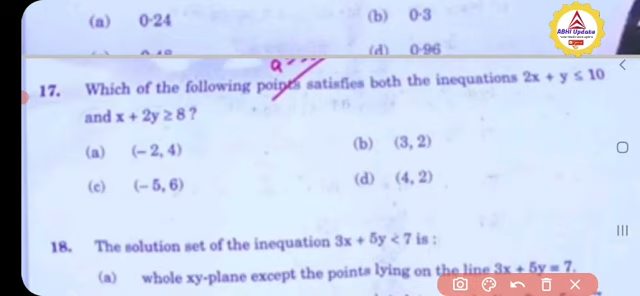 (a) 0·24
(b) 0·3
(d) 0·96
17. Which of the following points satisfies both the inequations 2x + y ≤ 10
and x + 2y ≥ 8 ?
(a) (– 2, 4)
(b) (3, 2)
(c) (– 5, 6)
(d) (4, 2)
18. The solution set of the inequation 3x + 5y < 7 is :
(a) whole xy-plane except the points lying on the line 3x + 5y = 7.
ABHI Update